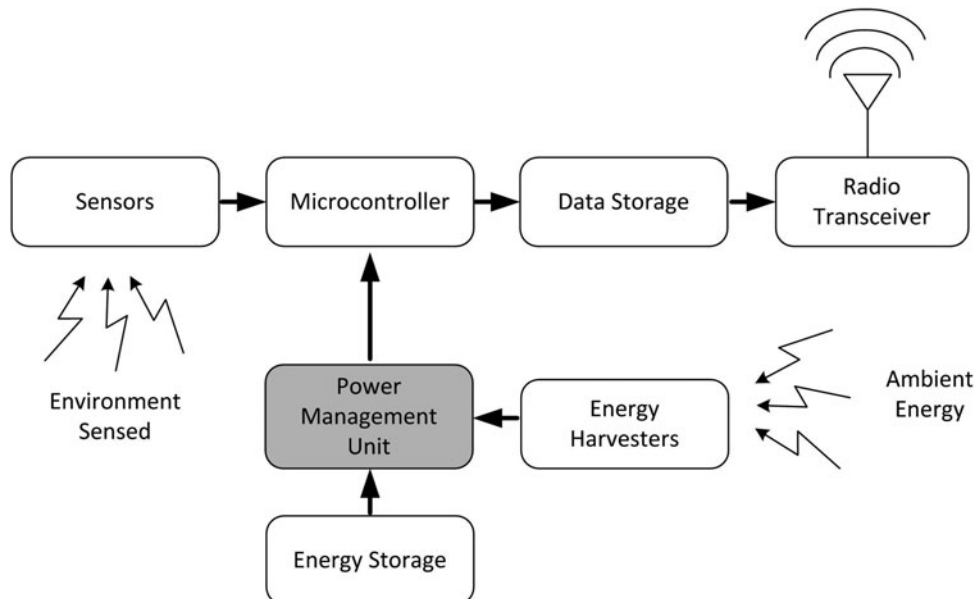 Sensors
Microcontroller
Data Storage
Radio
Transceiver
Environment
Sensed
Power
Management
Unit
Energy
Harvesters
Ambient
Energy
Energy Storage